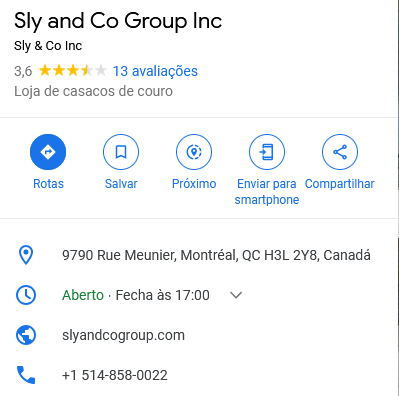 Sly and Co Group Inc
Sly & Co Inc
3,6 13 avaliações
Loja de casacos de couro
Rotas Salvar Próximo Enviar para smartphone Compartilhar
9790 Rue Meunier, Montréal, QC H3L 2Y8, Canadá
Aberto · Fecha às 17:00
slyandcogroup.com
+1 514-858-0022